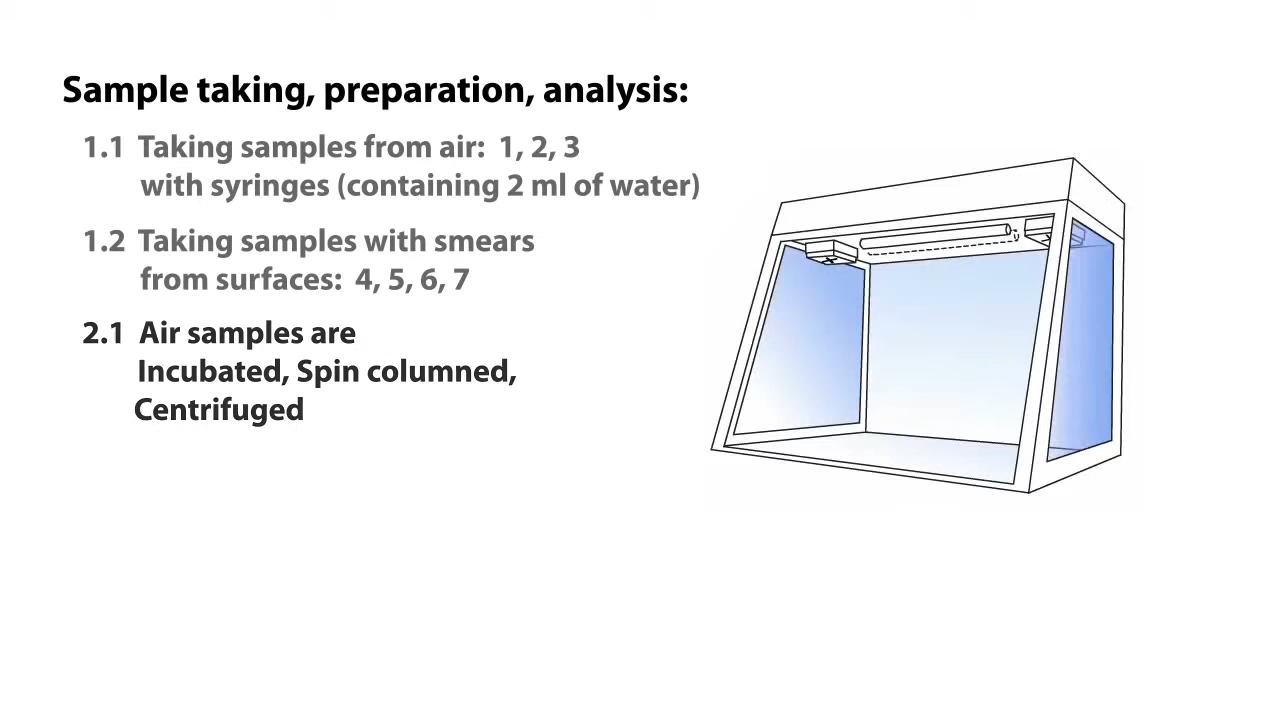 Sample taking, preparation, analysis:
1.1 Taking samples from air: 1, 2, 3
with syringes (containing 2 ml of water)
1.2 Taking samples with smears
from surfaces: 4, 5, 6, 7
2.1 Air samples are
Incubated, Spin columned,
Centrifuged